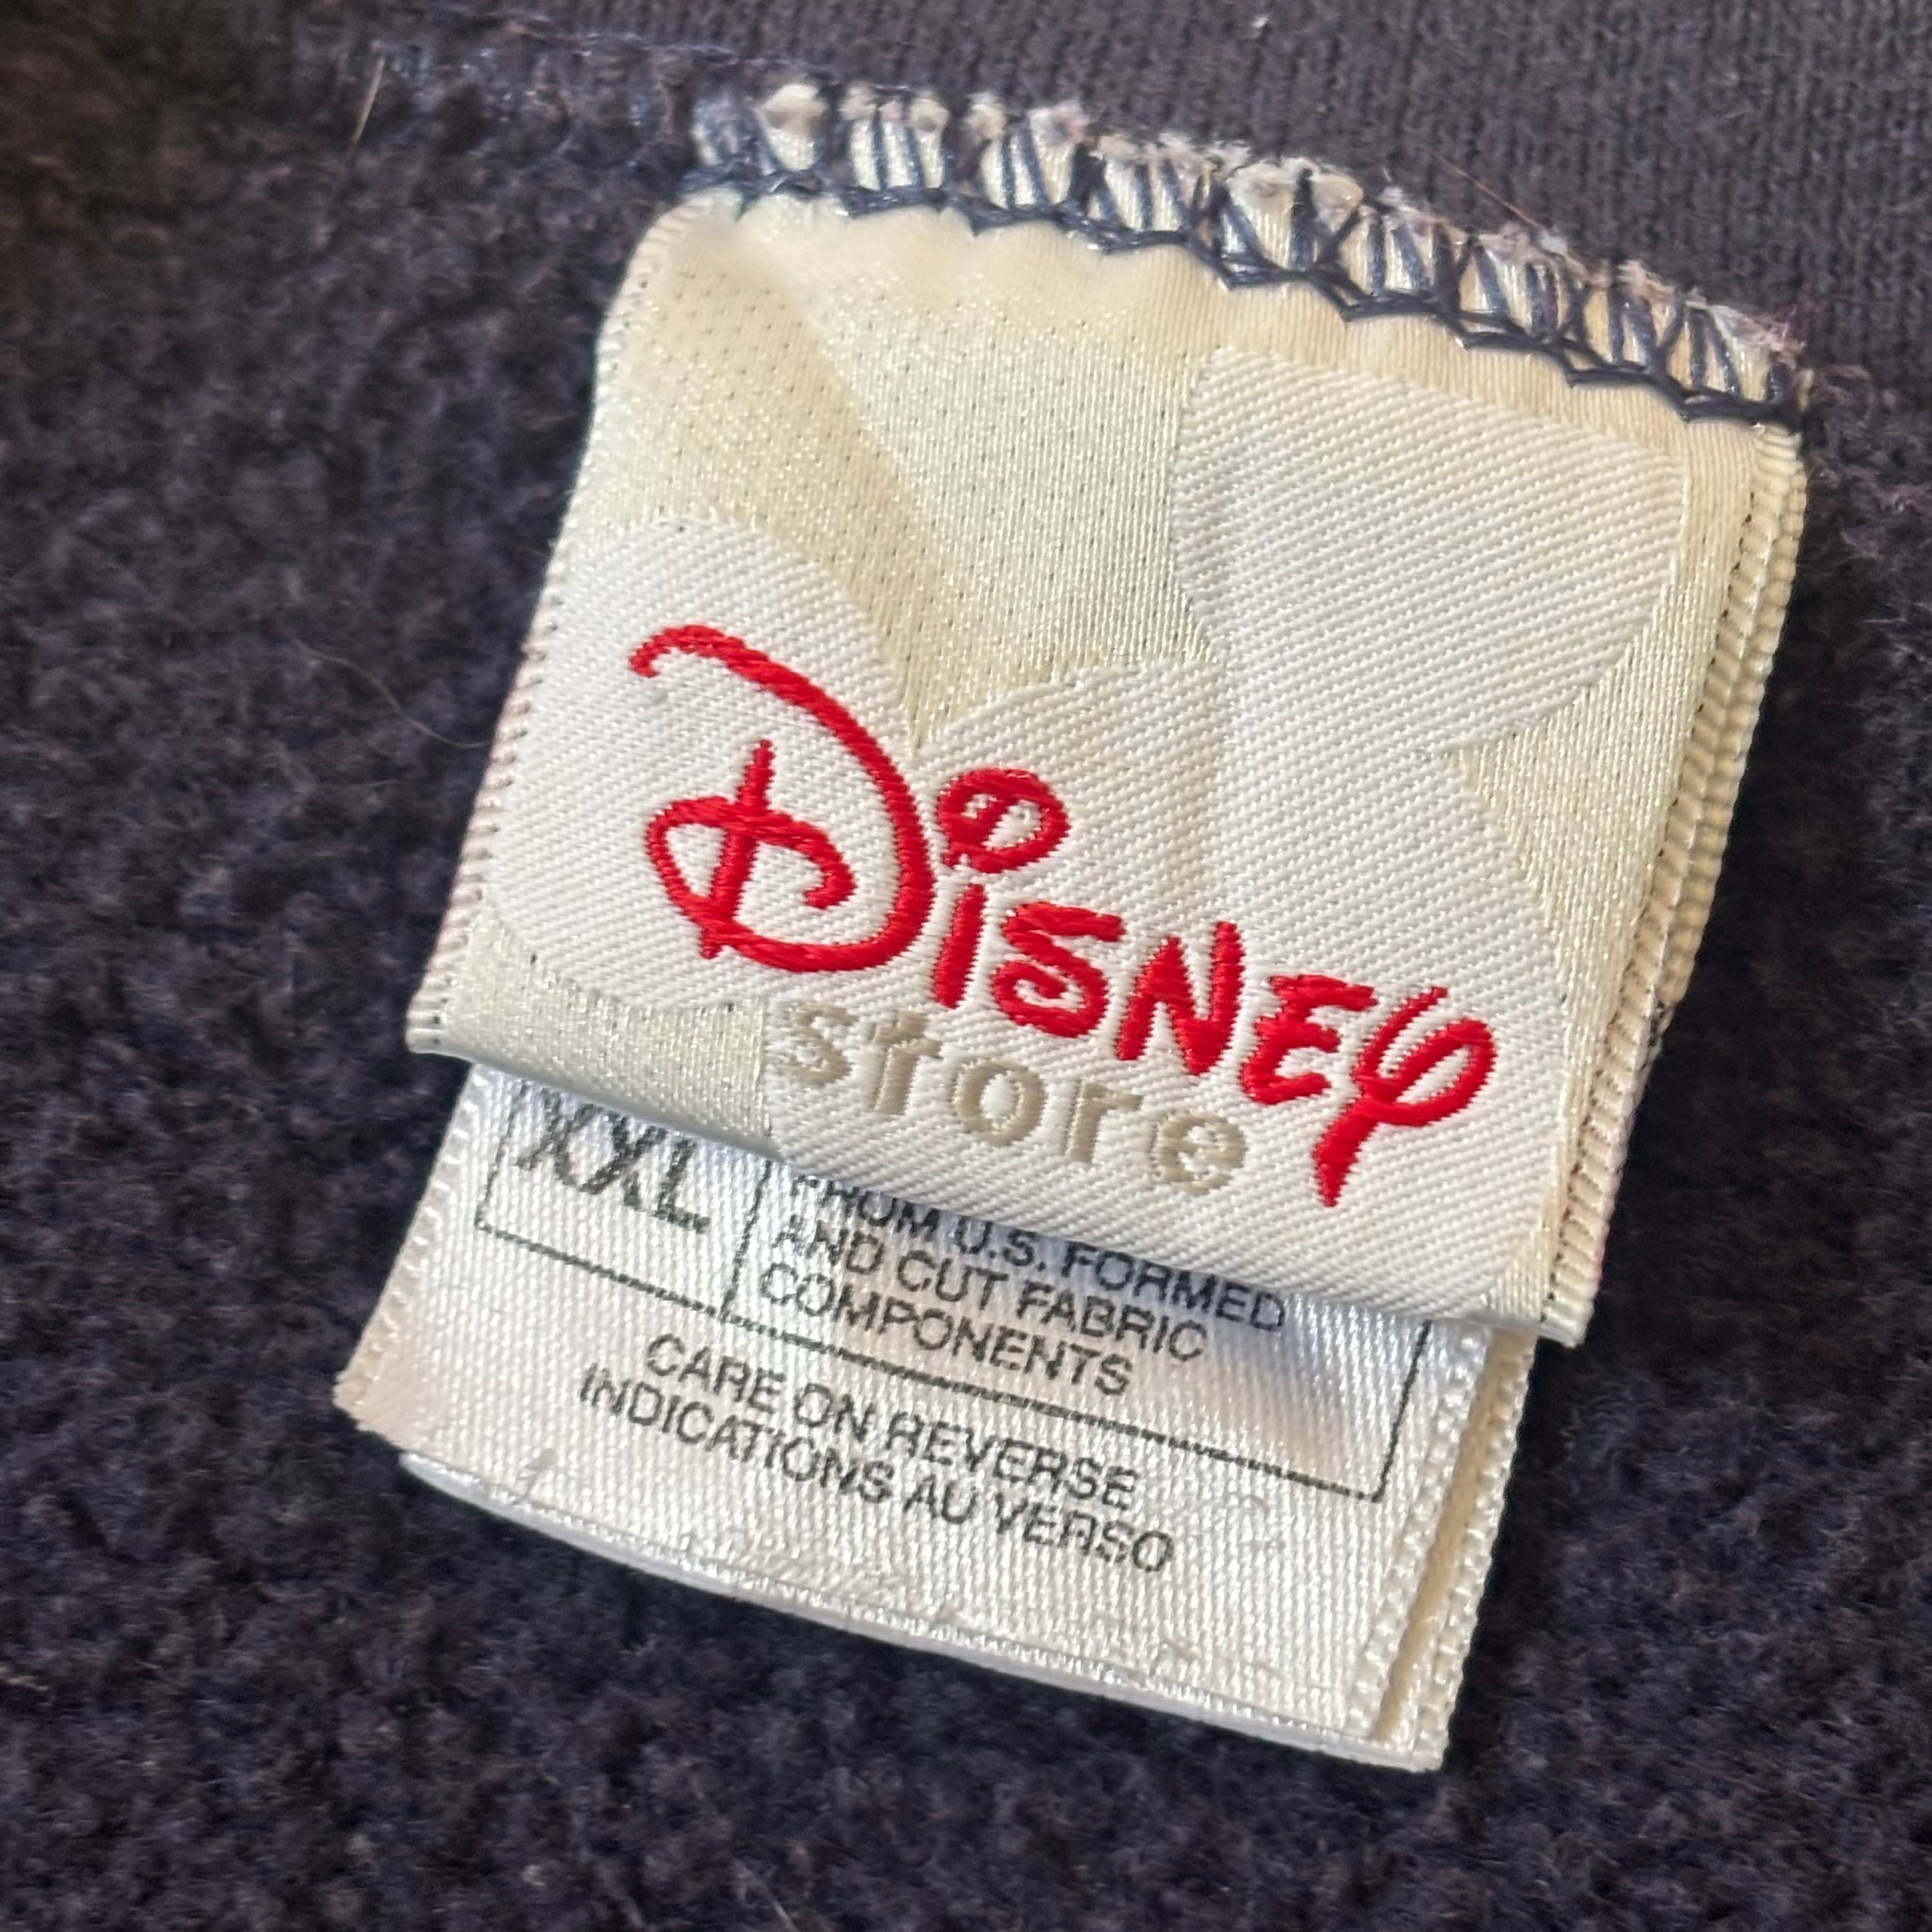 Disney
store
XXL
FROM U.S. FORMED
AND CUT FABRIC
COMPONENTS
CARE ON REVERSE
INDICATIONS AU VERSO